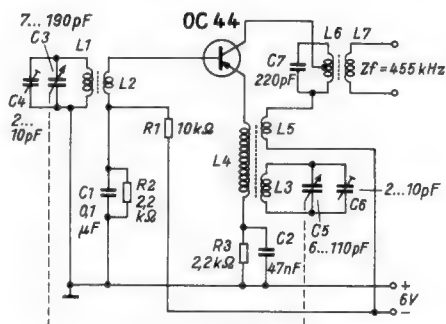 OC 44
7... 190pF
C3
L1
L2
C4
2...
10pF
C7
220pF
L6
L7
Zf = 455 kHz
R1
10kΩ
L5
L4
L3
C1
0,1
µF
R2
2,2
kΩ
C6
2...10pF
C5
6...110pF
R3
2,2kΩ
C2
47nF
+
6V
−